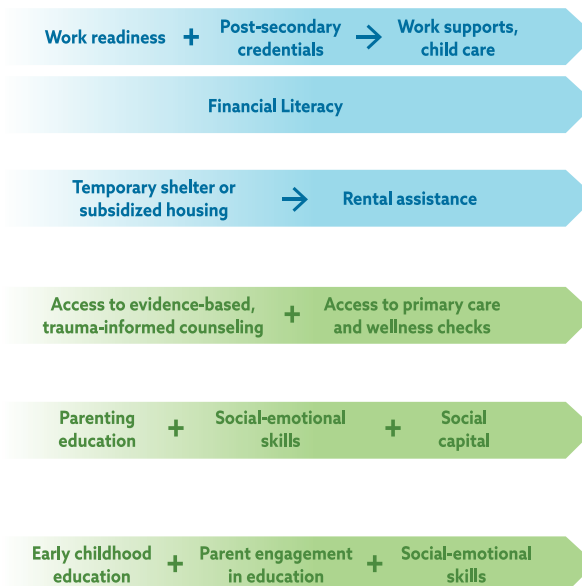 Work readiness + Post-secondary credentials → Work supports, child care
Financial Literacy
Temporary shelter or subsidized housing → Rental assistance
Access to evidence-based, trauma-informed counseling + Access to primary care and wellness checks
Parenting education + Social-emotional skills + Social capital
Early childhood education + Parent engagement in education + Social-emotional skills